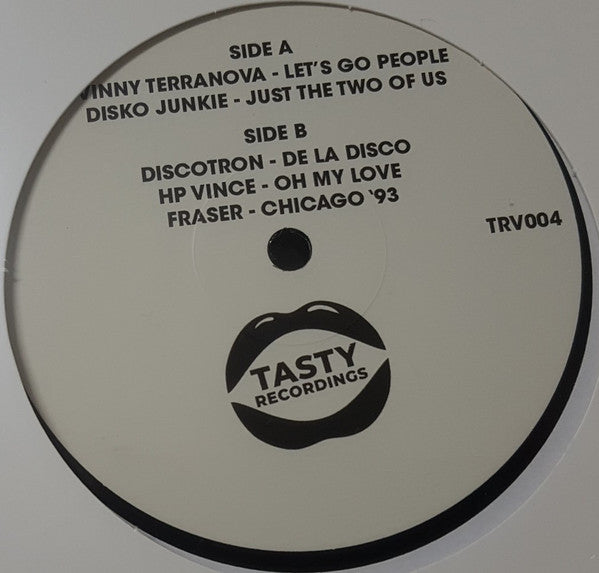 SIDE A
VINNY TERRANOVA - LET'S GO PEOPLE
DISKO JUNKIE - JUST THE TWO OF US
SIDE B
DISCOTRON - DE LA DISCO
HP VINCE - OH MY LOVE
FRASER - CHICAGO '93
TRV004
TASTY
RECORDINGS